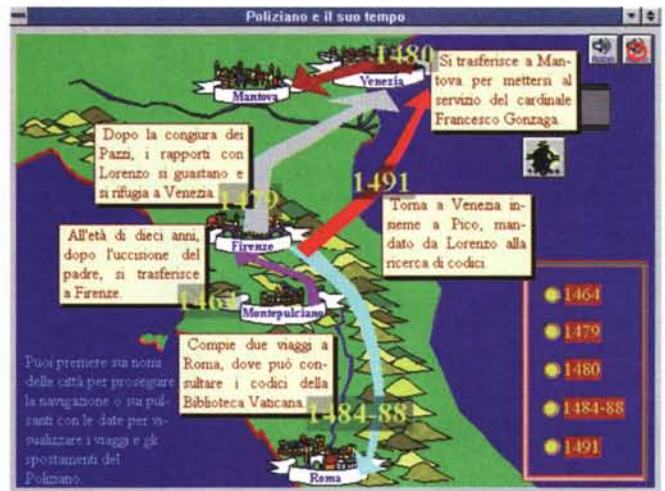 Poliziano e il suo tempo
1480
Venezia
Mantova
Si trasferisce a Man-
tova per mettersi al
servizio del cardinale
Francesco Gonzaga.
AUDIO
Dopo la congiura dei
Pazzi, i rapporti con
Lorenzo si guastano e
si rifugia a Venezia.
1479
1491
Torna a Venezia in-
sieme a Pico, man-
dato da Lorenzo alla
ricerca di codici.
Firenze
All'età di dieci anni,
dopo l'uccisione del
padre, si trasferisce
a Firenze.
1464
Montepulciano
Compie due viaggi a
Roma, dove può con-
sultare i codici della
Biblioteca Vaticana.
1484-88
Roma
Puoi premere sui nomi
delle città per proseguire
la navigazione o sui pul-
santi con le date per vi-
sualizzare i viaggi e gli
spostamenti del
Poliziano.
1464
1479
1480
1484-88
1491